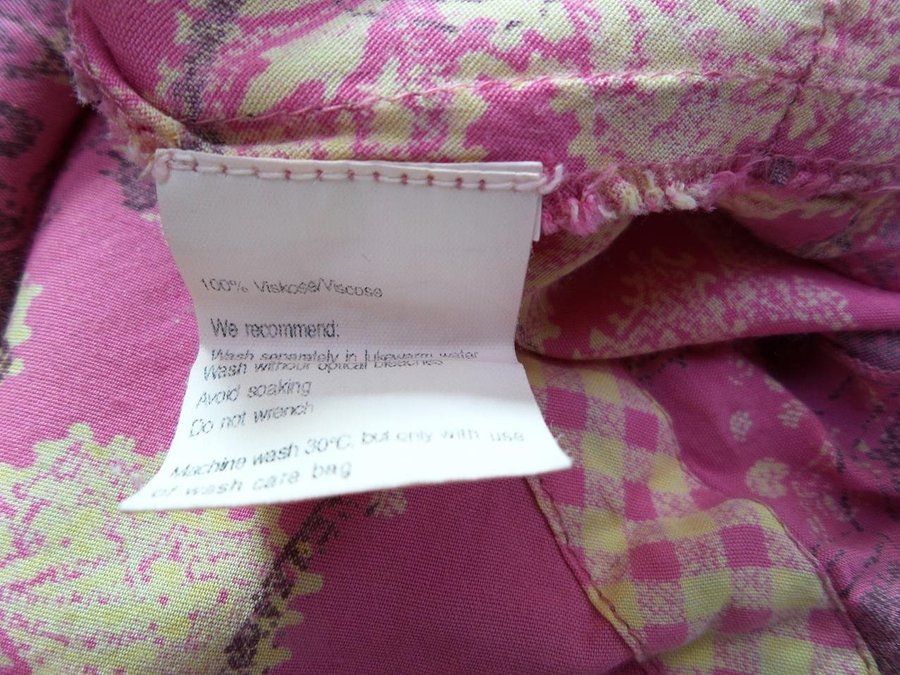 100% Viskose/Viscose
We recommend:
Wash separately in lukewarm water
Wash without optical bleaches
Avoid soaking
Do not wrench
Machine wash 30°C, but only with use
of wash care bag